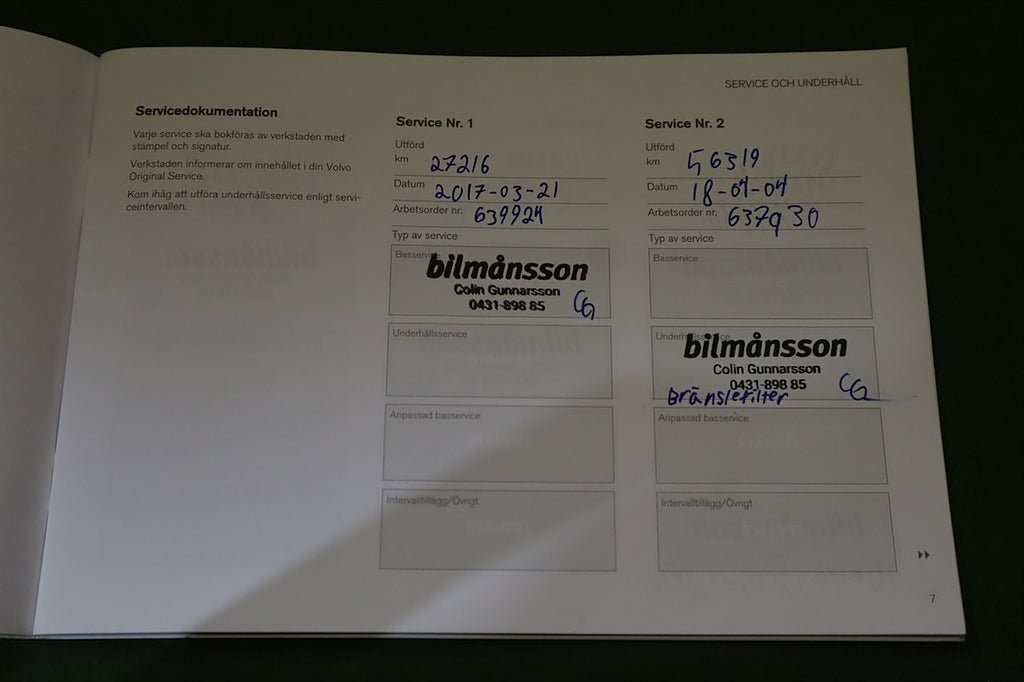 SERVICE OCH UNDERHÅLL
Servicedokumentation
Varje service ska bokföras av verkstaden med
stämpel och signatur.
Verkstaden informerar om innehållet i din Volvo
Original Service.
Kom ihåg att utföra underhållsservice enligt servi-
ceintervallen.
Service Nr. 1
Utförd
km 27216
Datum 2017-03-21
Arbetsorder nr. 639924
Typ av service
Basservice
bilmånsson
Colin Gunnarsson
0431-898 85
CG
Underhållsservice
Anpassad basservice
Intervalltillägg/Övrigt
Service Nr. 2
Utförd
km 56319
Datum 18-04-04
Arbetsorder nr. 637930
Typ av service
Basservice
Underhållsservice
bilmånsson
Colin Gunnarsson
0431-898 85
CG
Bränslefilter
Anpassad basservice
Intervalltillägg/Övrigt
7